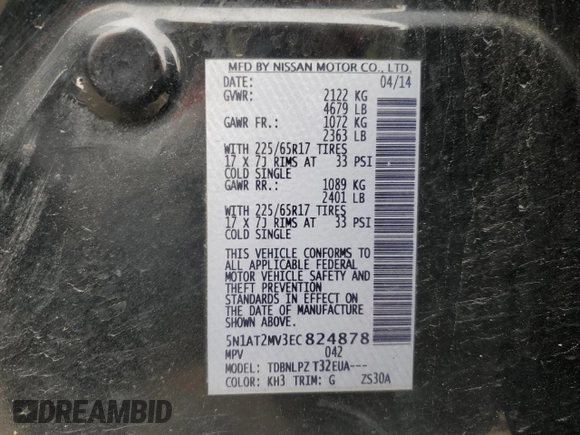 MFD BY NISSAN MOTOR CO., LTD.
DATE: 04/14
GVWR: 2122 KG
4679 LB
GAWR FR.: 1072 KG
2363 LB
WITH 225/65R17 TIRES
17 X 7J RIMS AT 33 PSI
COLD SINGLE
GAWR RR.: 1089 KG
2401 LB
WITH 225/65R17 TIRES
17 X 7J RIMS AT 33 PSI
COLD SINGLE
THIS VEHICLE CONFORMS TO
ALL APPLICABLE FEDERAL
MOTOR VEHICLE SAFETY AND
THEFT PREVENTION
STANDARDS IN EFFECT ON
THE DATE OF MANUFACTURE
SHOWN ABOVE.
5N1AT2MV3EC824878
MPV 042
MODEL: TDBNLPZ T32EUA---
COLOR: KH3 TRIM: G ZS30A
DREAMBID